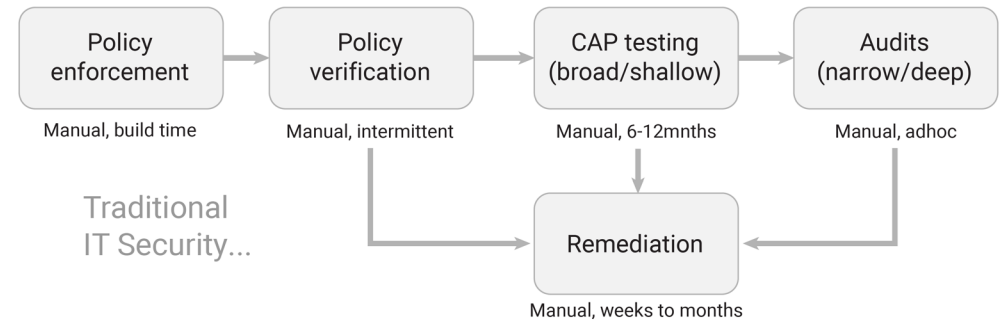 Policy
enforcement
Policy
verification
CAP testing
(broad/shallow)
Audits
(narrow/deep)
Manual, build time
Manual, intermittent
Manual, 6-12mnths
Manual, adhoc
Traditional
IT Security...
Remediation
Manual, weeks to months